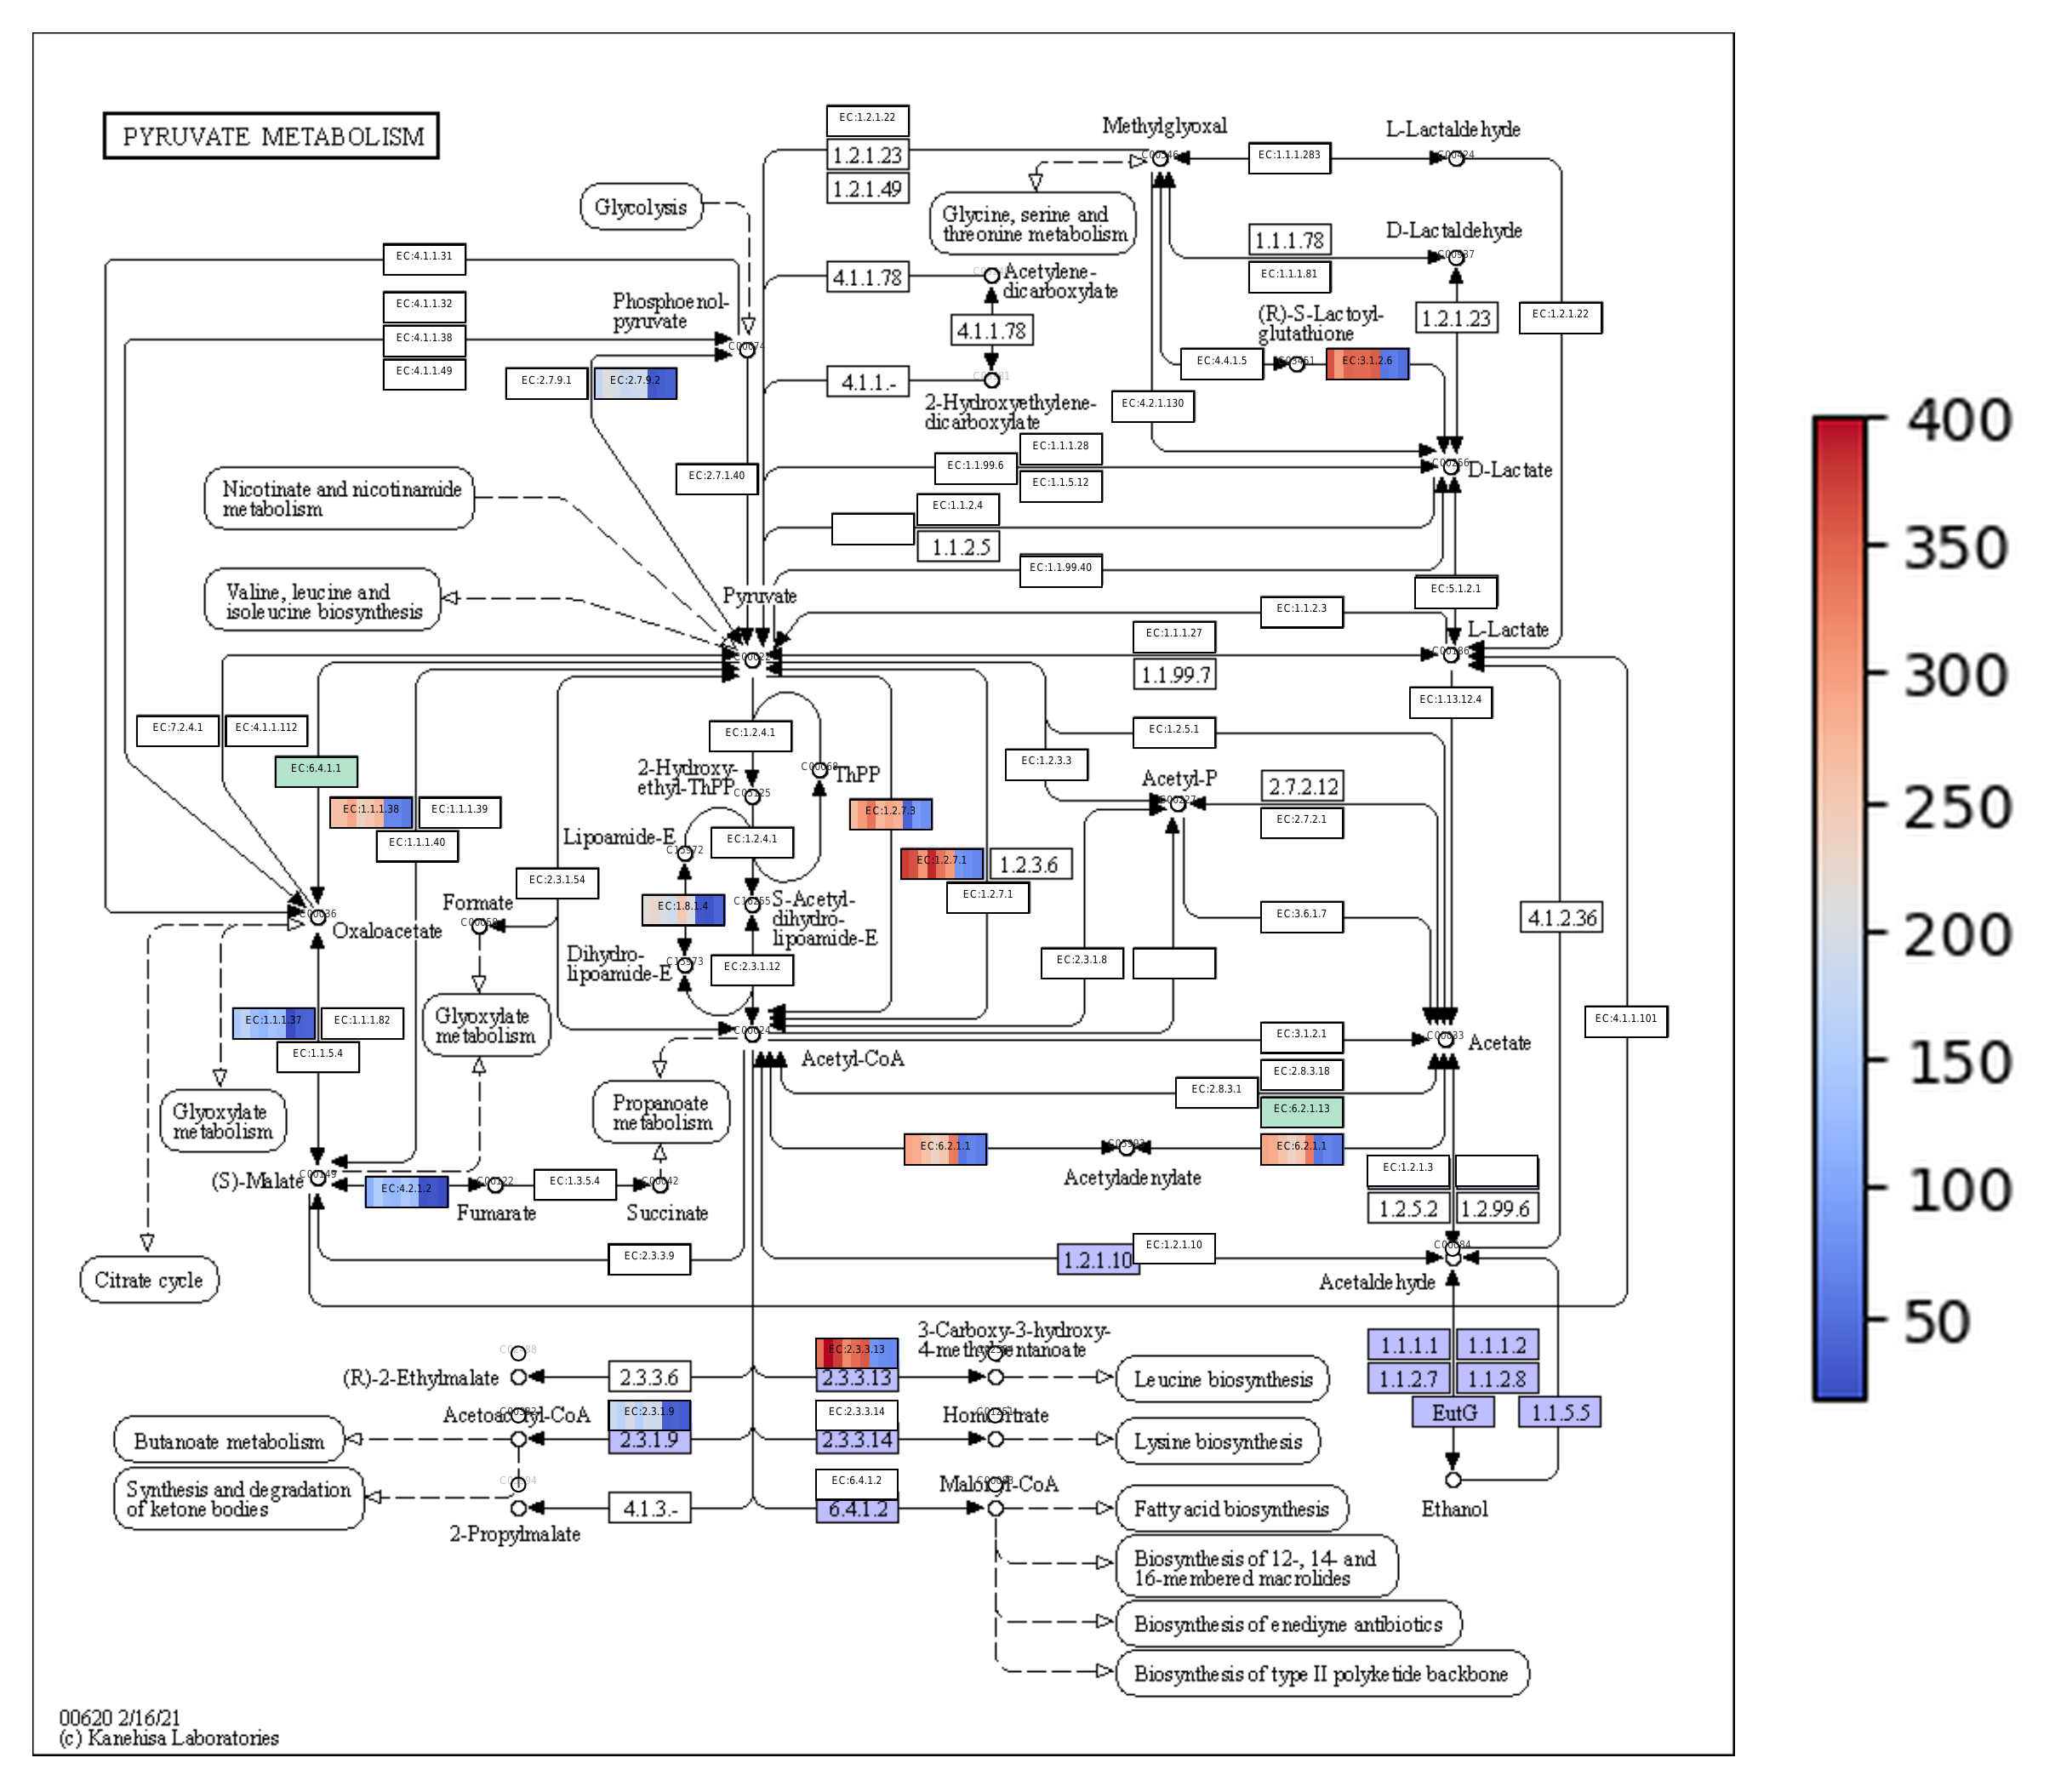 PYRUVATE METABOLISM
EC:1.2.1.22
1.2.1.23
1.2.1.49
Methylglyoxal
L-Lactaldehyde
EC:1.1.1.283
C00424
Glycolysis
Glycine, serine and
threonine metabolism
D-Lactaldehyde
1.1.1.78
EC:1.1.1.81
C00937
EC:4.1.1.31
EC:4.1.1.32
EC:4.1.1.38
EC:4.1.1.49
Phosphoenol-
pyruvate
C00074
4.1.1.78
Acetylene-
dicarboxylate
4.1.1.78
4.1.1.-
2-Hydroxyethylene-
dicarboxylate
(R)-S-Lactoyl-
glutathione
1.2.1.23
EC:1.2.1.22
EC:4.4.1.5
C03451
EC:3.1.2.6
EC:2.7.9.1
EC:2.7.9.2
EC:4.2.1.130
EC:2.7.1.40
EC:1.1.1.28
EC:1.1.99.6
EC:1.1.5.12
C00256
D-Lactate
Nicotinate and nicotinamide
metabolism
EC:1.1.2.4
1.1.2.5
EC:1.1.99.40
Valine, leucine and
isoleucine biosynthesis
Pyruvate
C00022
EC:5.1.2.1
EC:1.1.2.3
L-Lactate
C00186
EC:1.1.1.27
1.1.99.7
EC:1.13.12.4
EC:7.2.4.1
EC:4.1.1.112
EC:6.4.1.1
EC:1.1.1.38
EC:1.1.1.39
EC:1.1.1.40
EC:1.2.4.1
2-Hydroxy-
ethyl-ThPP
C05125
C00068
ThPP
EC:1.2.5.1
EC:1.2.3.3
Acetyl-P
C00227
2.7.2.12
EC:2.7.2.1
EC:1.2.7.3
Lipoamide-E
C15972
EC:1.2.4.1
EC:1.2.7.1
1.2.3.6
EC:1.2.7.1
EC:2.3.1.54
Formate
C00058
EC:1.8.1.4
C16255
S-Acetyl-
dihydro-
lipoamide-E
EC:3.6.1.7
4.1.2.36
C00036
Oxaloacetate
Dihydro-
lipoamide-E
C15973
EC:2.3.1.12
EC:2.3.1.8
Glyoxylate
metabolism
EC:1.1.1.37
EC:1.1.1.82
EC:1.1.5.4
C00024
Acetyl-CoA
EC:3.1.2.1
C00033
Acetate
EC:4.1.1.101
Glyoxylate
metabolism
Propanoate
metabolism
EC:2.8.3.18
EC:2.8.3.1
EC:6.2.1.13
EC:6.2.1.1
EC:6.2.1.1
Acetyladenylate
(S)-Malate
C00149
EC:4.2.1.2
C00122
Fumarate
EC:1.3.5.4
C00042
Succinate
EC:1.2.1.3
1.2.5.2
1.2.99.6
EC:2.3.3.9
1.2.1.10
EC:1.2.1.10
C00084
Acetaldehyde
Citrate cycle
3-Carboxy-3-hydroxy-
4-methylpentanoate
1.1.1.1
1.1.1.2
1.1.2.7
1.1.2.8
EutG
1.1.5.5
(R)-2-Ethylmalate
2.3.3.6
EC:2.3.3.13
2.3.3.13
Leucine biosynthesis
Acetoacetyl-CoA
EC:2.3.1.9
2.3.1.9
EC:2.3.3.14
2.3.3.14
Homocitrate
Lysine biosynthesis
Butanoate metabolism
Synthesis and degradation
of ketone bodies
4.1.3.-
EC:6.4.1.2
6.4.1.2
Malonyl-CoA
Fatty acid biosynthesis
2-Propylmalate
Ethanol
Biosynthesis of 12-, 14- and
16-membered macrolides
Biosynthesis of enediyne antibiotics
Biosynthesis of type II polyketide backbone
00620 2/16/21
(c) Kanehisa Laboratories
400
350
300
250
200
150
100
50